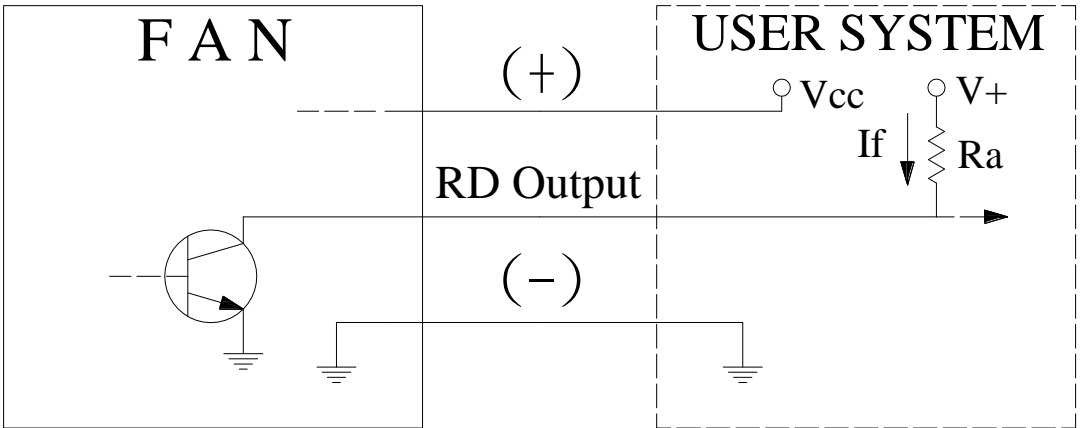 F A N
USER SYSTEM
(+)
Vcc
V+
If
Ra
RD Output
(-)